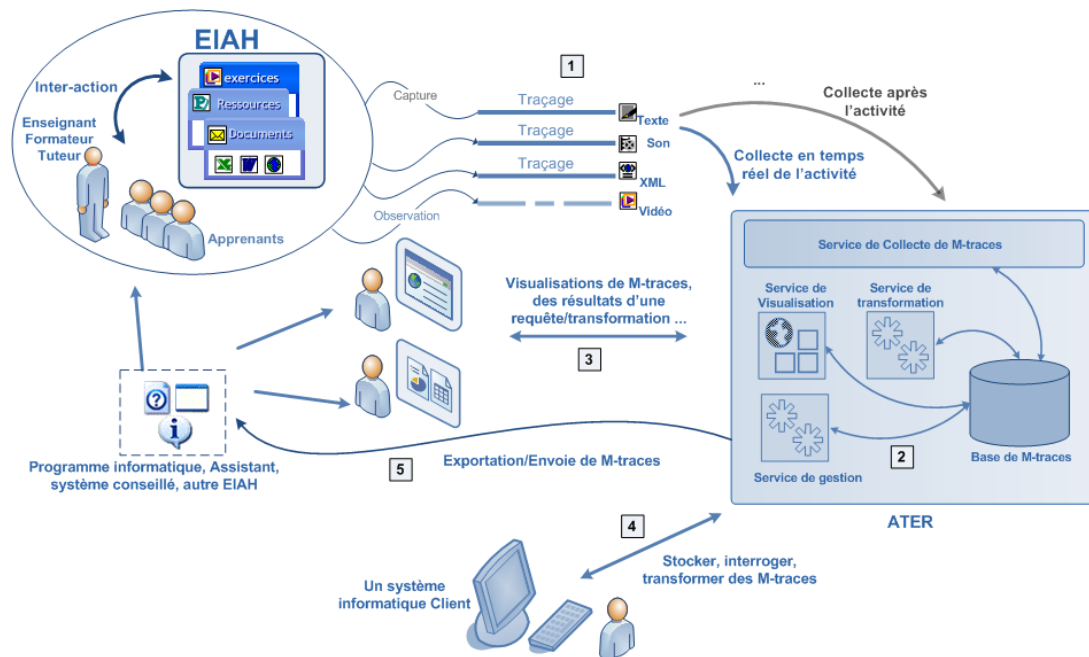 EIAH
Inter-action
exercices
Ressources
Documents
Enseignant
Formateur
Tuteur
Apprenants
1
Capture
Traçage
Texte
Traçage
Son
Traçage
XML
Observation
Vidéo
...
Collecte après
l'activité
Collecte en temps
réel de l'activité
Service de Collecte de M-traces
Service de
Visualisation
Service de
transformation
Service de gestion
2
Base de M-traces
ATER
Visualisations de M-traces,
des résultats d'une
requête/transformation ...
3
Programme informatique, Assistant,
système conseillé, autre EIAH
5
Exportation/Envoie de M-traces
4
Stocker, interroger,
transformer des M-traces
Un système
informatique Client